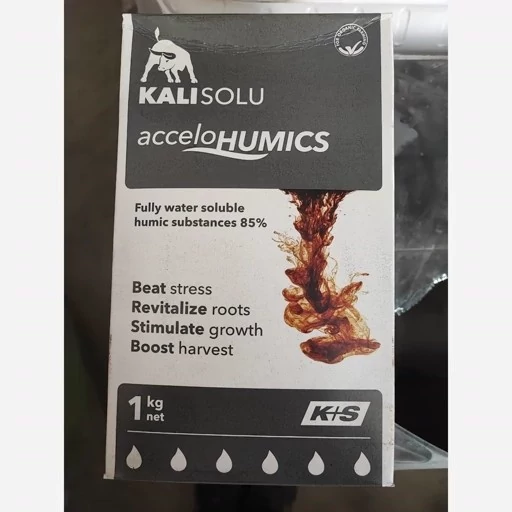 KALISOLU
acceloHUMICS
Fully water soluble
humic substances 85%
Beat stress
Revitalize roots
Stimulate growth
Boost harvest
1 kg
net
K+S